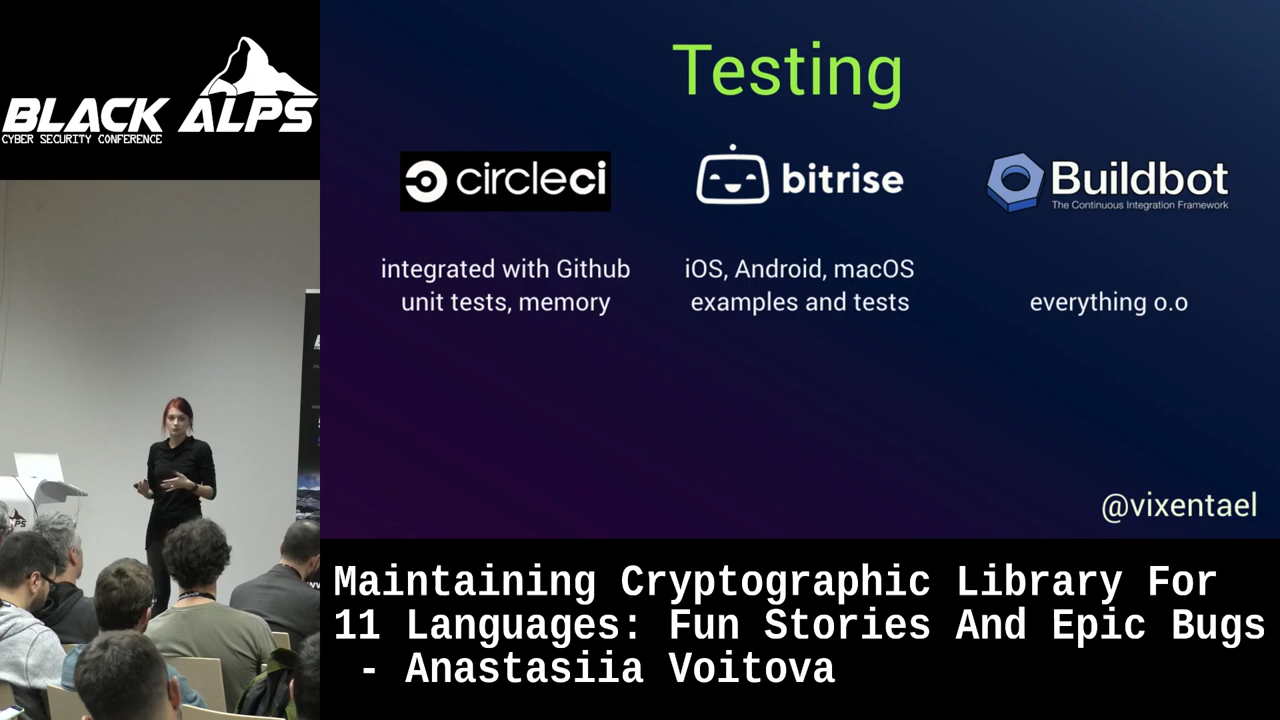 BLACK ALPS
CYBER SECURITY CONFERENCE
Testing
circleci
bitrise
Buildbot
The Continuous Integration Framework
integrated with Github
unit tests, memory
iOS, Android, macOS
examples and tests
everything o.o
@vixentael
Maintaining Cryptographic Library For
11 Languages: Fun Stories And Epic Bugs
- Anastasiia Voitova